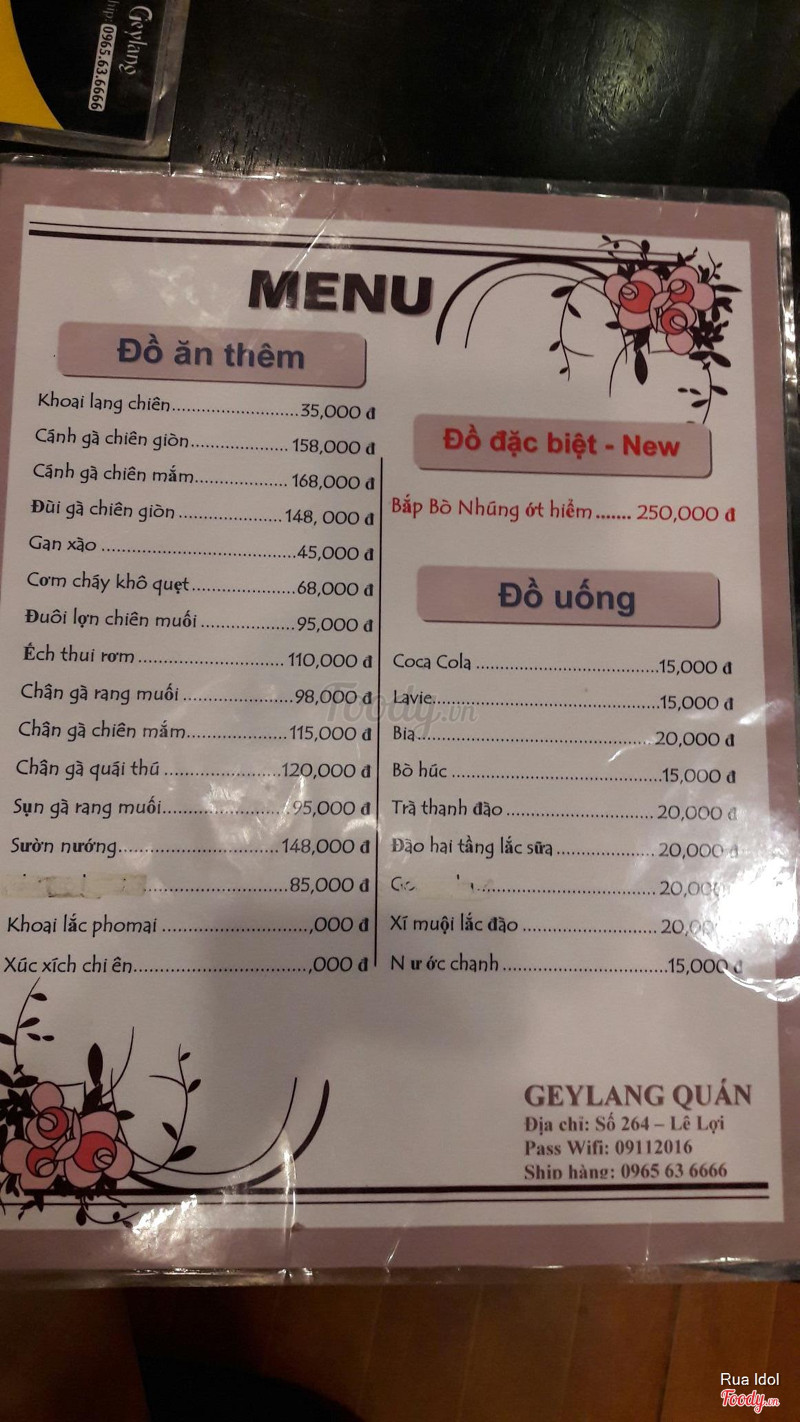 Geylang
0965.63.6666
MENU
Đồ ăn thêm
Khoai lang chiên.............................35,000 đ
Cánh gà chiên giòn...................... 158,000 đ
Cánh gà chiên mắm..................... 168,000 đ
Đùi gà chiên giòn ........................148, 000 đ
Gan xào .............................................45,000 đ
Cơm cháy khô quẹt........................68,000 đ
Đuôi lợn chiên muối ......................95,000 đ
Ếch thui rơm .................................. 110,000 đ
Chân gà rang muối .........................98,000 đ
Chân gà chiên mắm.......................115,000 đ
Chân gà quái thú ...........................120,000 đ
Sụn gà rang muối.............................95,000 đ
Sườn nướng.....................................148,000 đ
.................................85,000 đ
Khoai lắc phomai ..................................,000 đ
Xúc xích chi ên........................................,000 đ
Đồ đặc biệt - New
Bắp Bò Nhúng ớt hiểm ....... 250,000 đ
Đồ uống
Coca Cola ..........................................15,000 đ
Lavie....................................................15,000 đ
Bia...................................................... 20,000 đ
Bò húc ................................................15,000 đ
Trà thanh đào .................................. 20,000 đ
Đào hai tầng lắc sữa....................... 20,000 đ
....................................... 20,000
Xí muội lắc đào ............................... 20,000
N ư ớc chanh ......................................15,000 đ
GEYLANG QUÁN
Địa chỉ: Số 264 – Lê Lợi
Pass Wifi: 09112016
Ship hàng: 0965 63 6666
Foody.vn
Rua Idol
Foody.vn